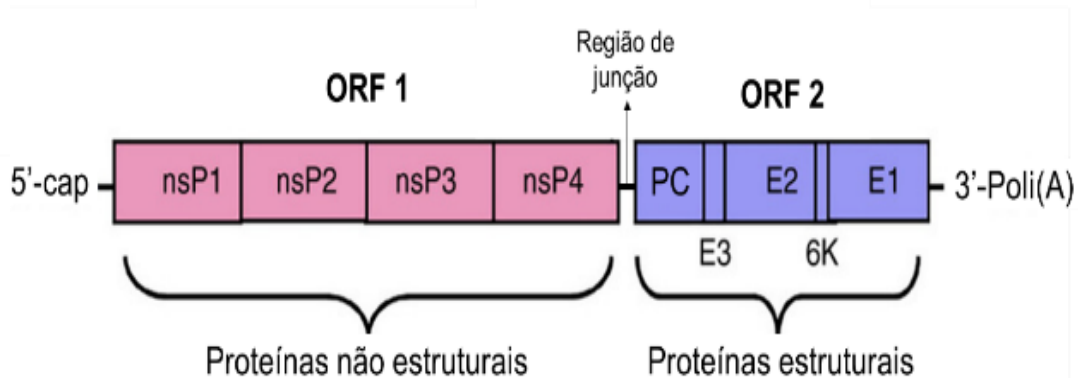 Região de
junção
ORF 1
ORF 2
5'-cap
nsP1
nsP2
nsP3
nsP4
PC
E2
E1
3'-Poli(A)
E3
6K
Proteínas não estruturais
Proteínas estruturais